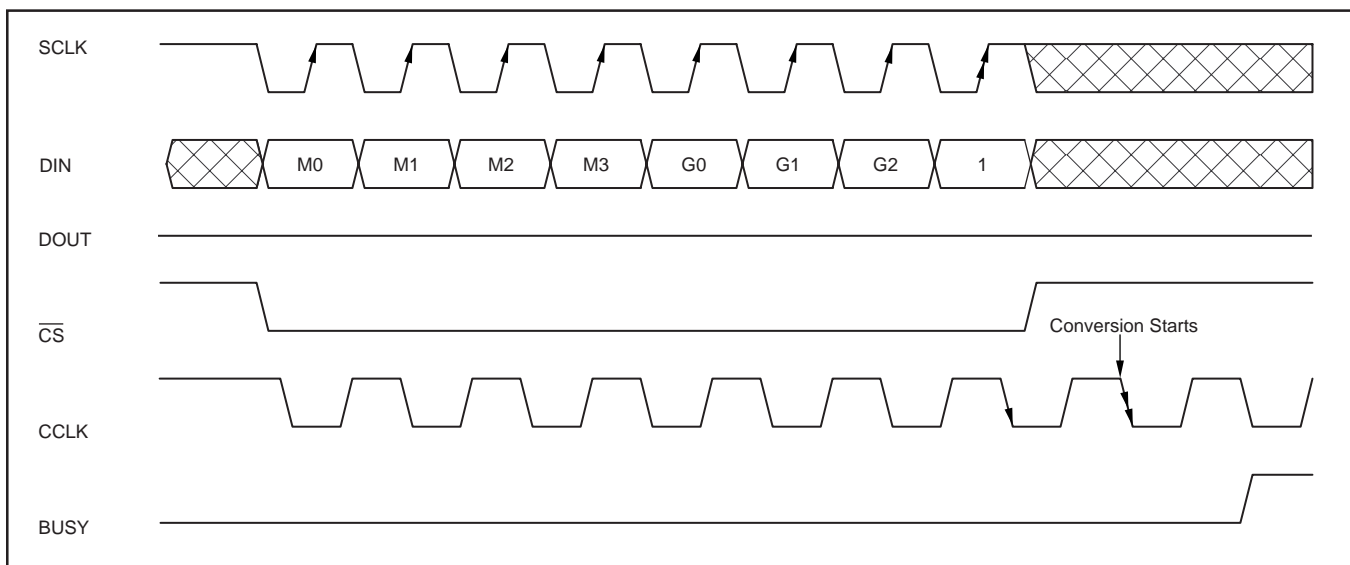 SCLK
DIN
M0 M1 M2 M3 G0 G1 G2 1
DOUT
CS
Conversion Starts
CCLK
BUSY